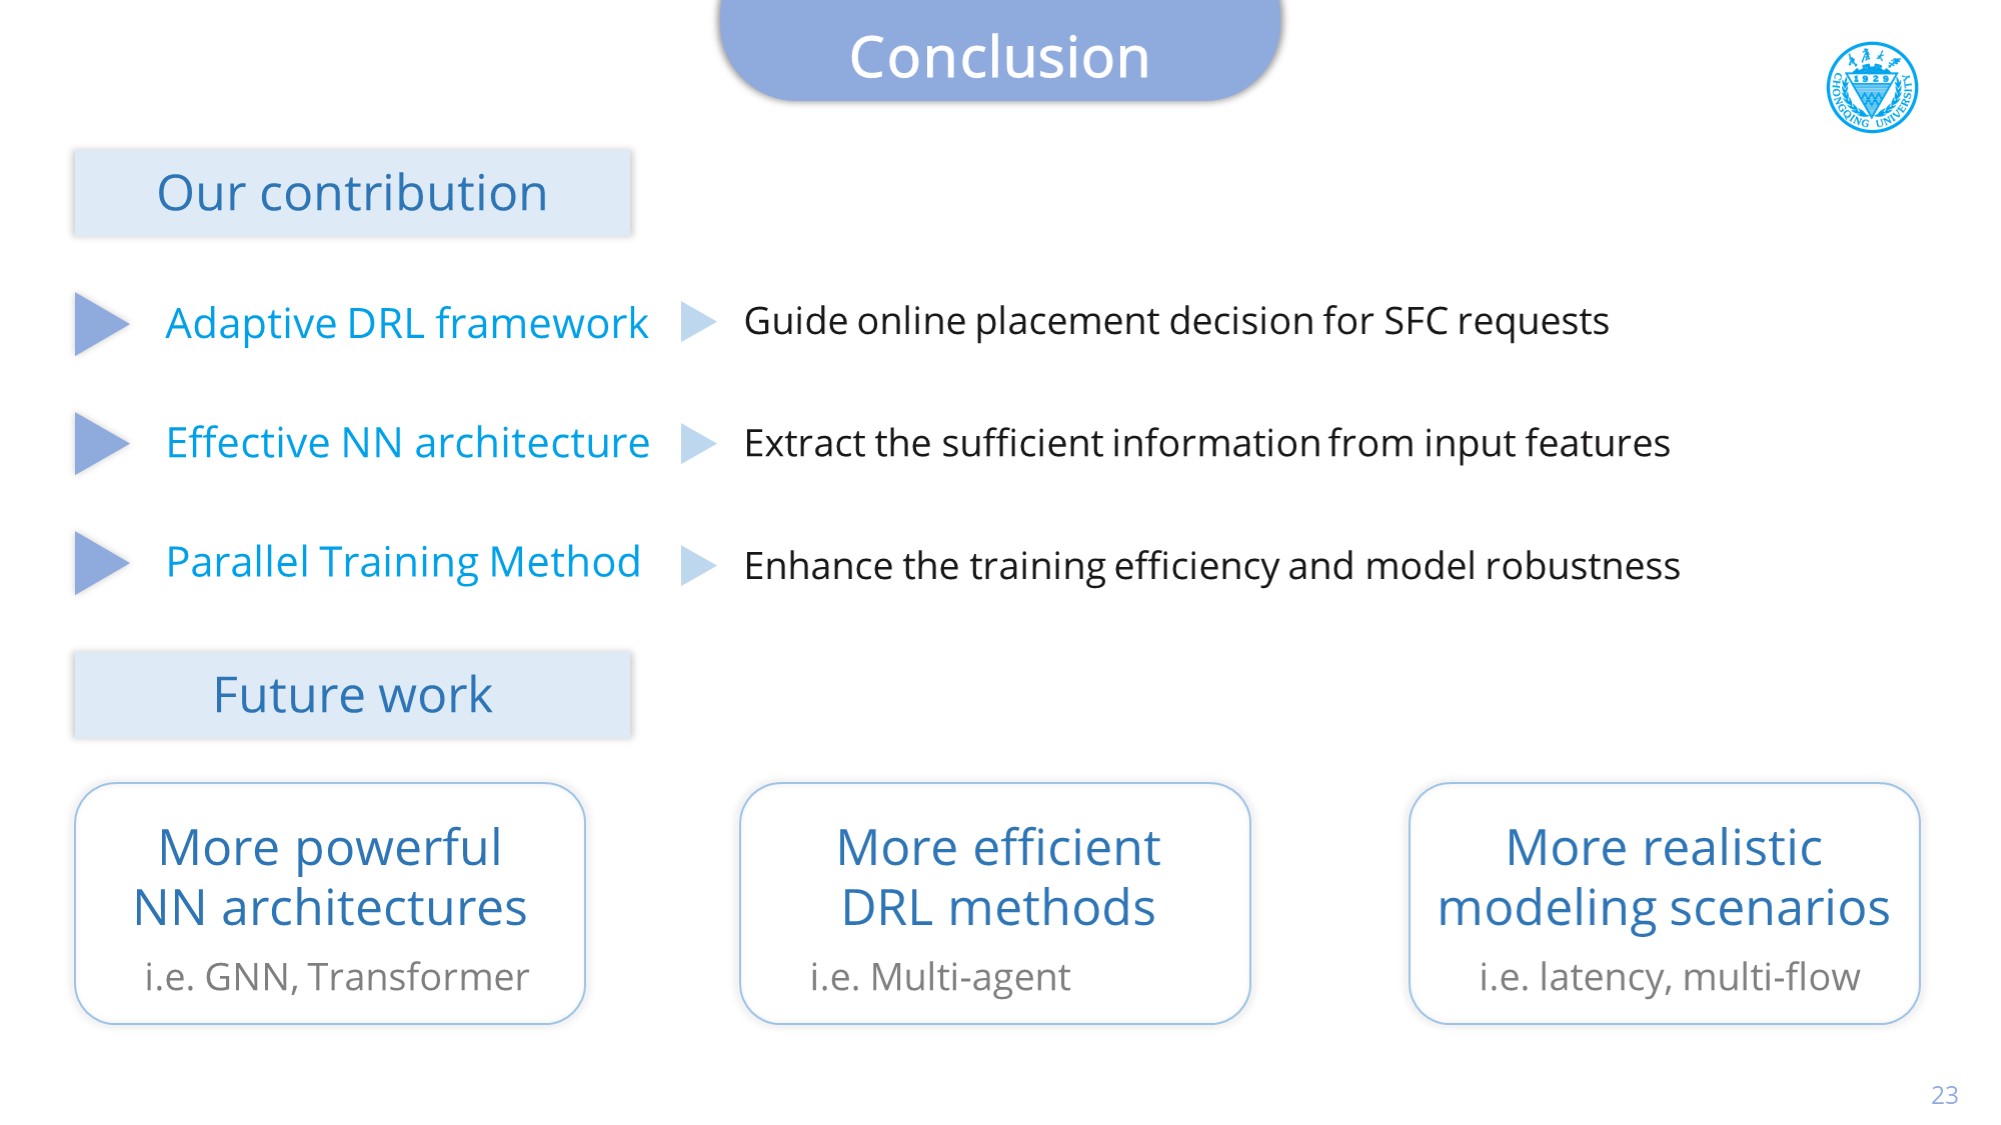 Conclusion
1929
CHONGQING UNIVERSITY
Our contribution
Adaptive DRL framework
Guide online placement decision for SFC requests
Effective NN architecture
Extract the sufficient information from input features
Parallel Training Method
Enhance the training efficiency and model robustness
Future work
More powerful
NN architectures
i.e. GNN, Transformer
More efficient
DRL methods
i.e. Multi-agent
More realistic
modeling scenarios
i.e. latency, multi-flow
23